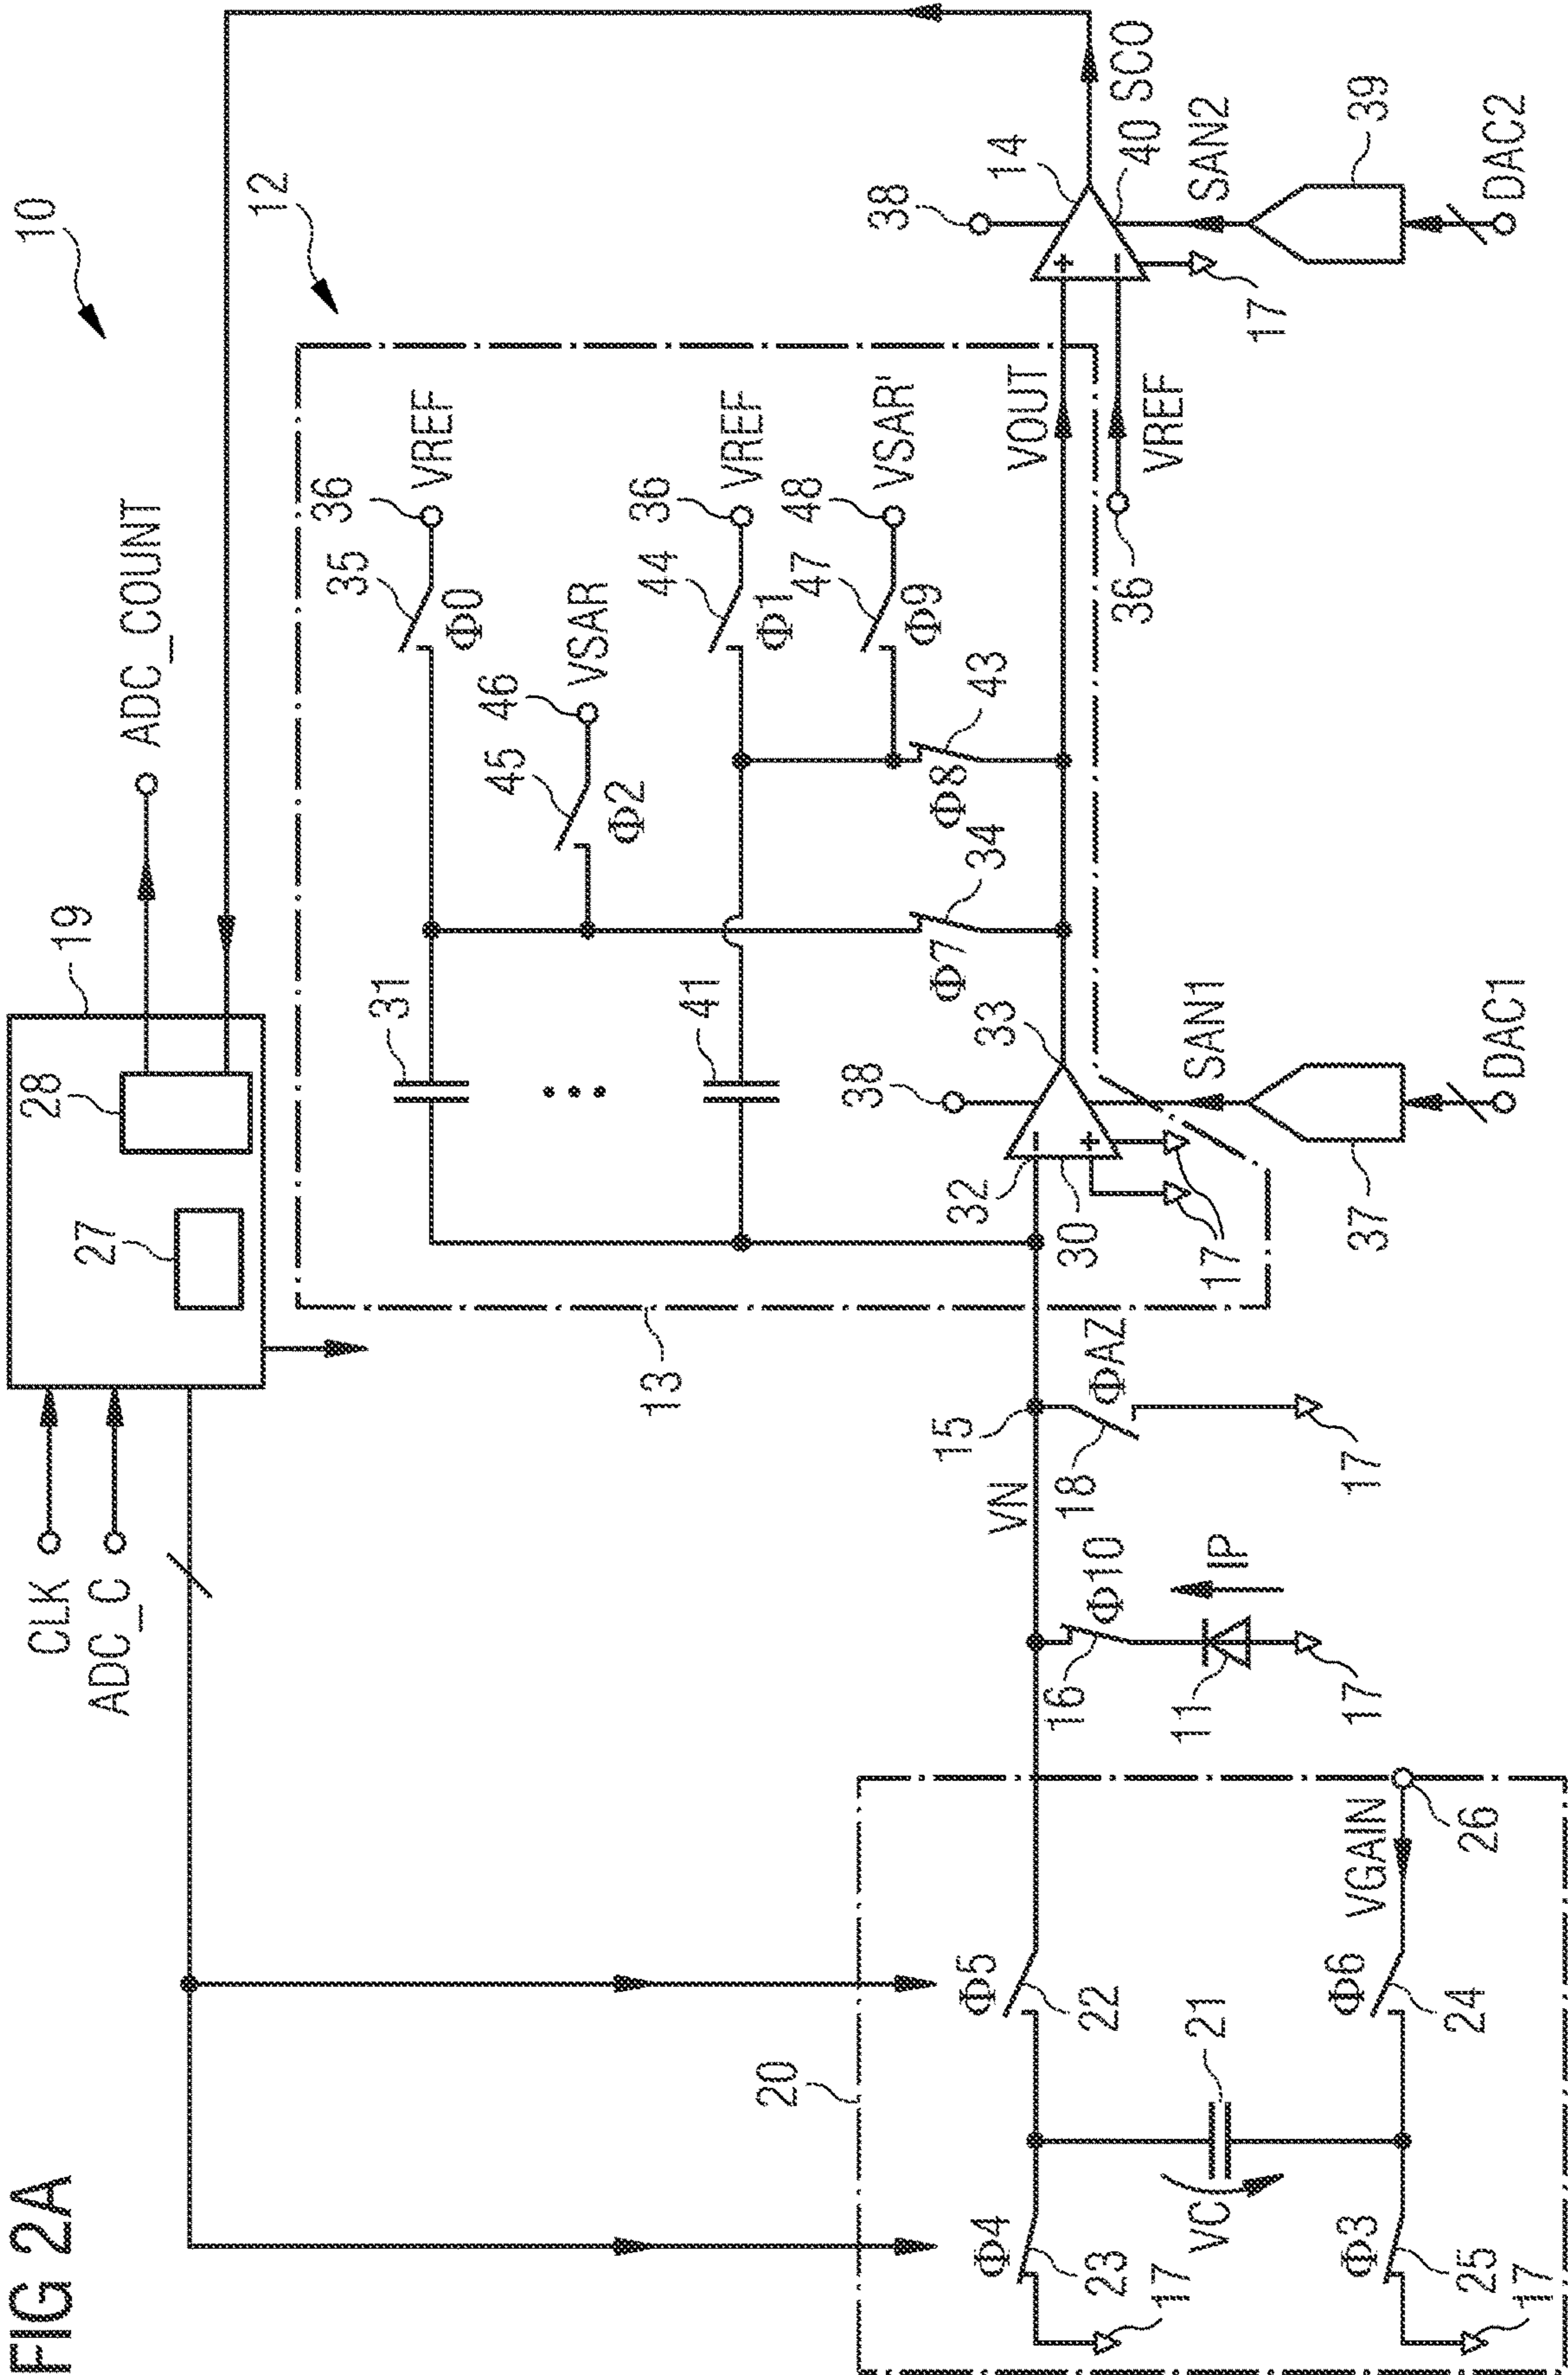 FIG 2A
10
12
CLK
ADC_C
19
27
28
ADC_COUNT
13
31
41
35
Φ0
36
VREF
45
Φ2
46
VSAR
44
Φ1
36
VREF
47
Φ9
48
VSAR'
Φ7
34
Φ8
43
VOUT
36
VREF
38
14
40
SCO
SAN2
39
DAC2
17
38
33
32
30
+
−
+
−
17
SAN1
37
DAC1
15
VN
18
ΦAZ
17
16
Φ10
IP
11
17
20
Φ5
22
Φ4
23
17
VC
21
Φ6
24
VGAIN
26
Φ3
25
17